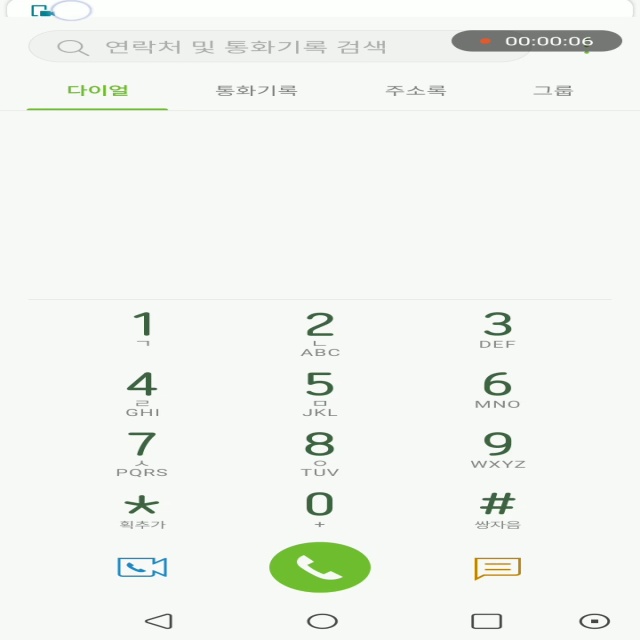 연락처 및 통화기록 검색
00:00:06
다이얼 통화기록 주소록 그룹
1 2 3
ㄱ ㄴ DEF
ABC
4 5 6
ㄹ ㅁ MNO
GHI JKL
7 8 9
ㅅ ㅇ WXYZ
PQRS TUV
* 0 #
획추가 + 쌍자음